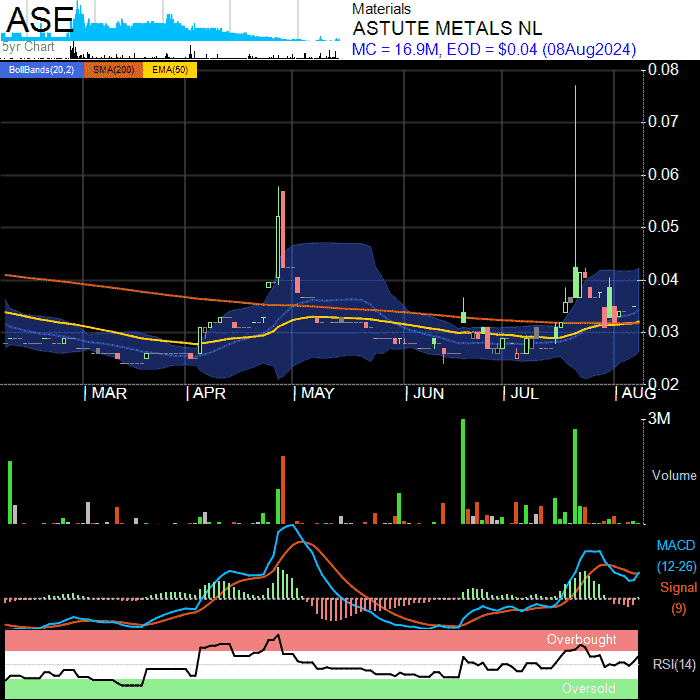 ASE
5yr Chart
Materials
ASTUTE METALS NL
MC = 16.9M, EOD = $0.04 (08Aug2024)
BollBands(20,2) SMA(200) EMA(50)
0.08
0.07
0.06
0.05
0.04
0.03
0.02
| MAR | APR | MAY | JUN | JUL | AUG
3M
Volume
MACD
(12-26)
Signal
(9)
Overbought
RSI(14)
Oversold